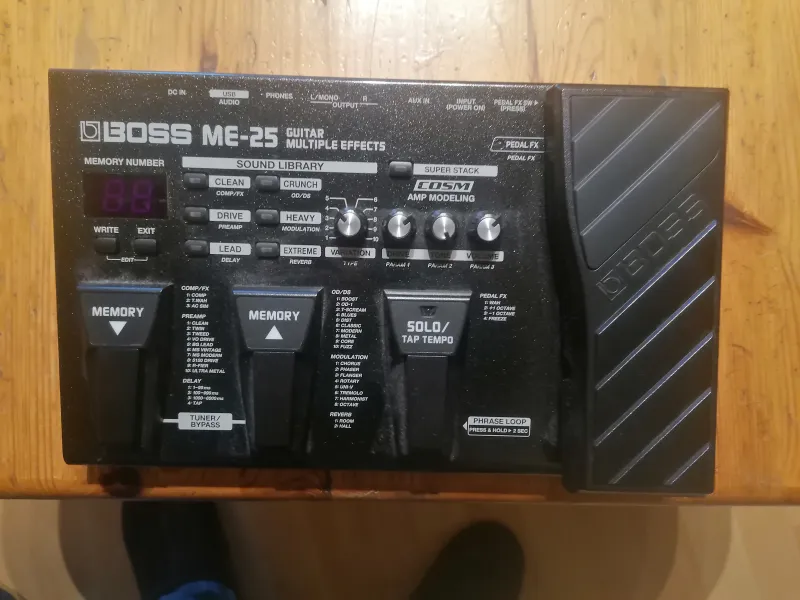 DC IN
USB
AUDIO
PHONES
L/MONO R
OUTPUT
AUX IN
INPUT
(POWER ON)
PEDAL FX SW
(PRESS)
BOSS ME-25 GUITAR
MULTIPLE EFFECTS
PEDAL FX
PEDAL FX
MEMORY NUMBER
SOUND LIBRARY
SUPER STACK
CLEAN
COMP/FX
CRUNCH
OD/DS
COSM
AMP MODELING
DRIVE
PREAMP
HEAVY
MODULATION
LEAD
DELAY
EXTREME
REVERB
WRITE EXIT
EDIT
VARIATION
TYPE
PARAM 1
PARAM 2
VOLUME
PARAM 3
BOSS
MEMORY
MEMORY
SOLO/
TAP TEMPO
COMP/FX
1: COMP
2: T.WAH
3: AC SIM
PREAMP
1: CLEAN
2: TWIN
3: TWEED
4: VO DRIVE
5: BG LEAD
6: MS VINTAGE
7: MS MODERN
8: 5150 DRIVE
9: R-FIER
10: ULTRA METAL
DELAY
4: TAP
TUNER/
BYPASS
OD/DS
1: BOOST
2: OD-1
3: T-SCREAM
4: BLUES
5: DIST
6: CLASSIC
7: MODERN
8: METAL
9: CORE
10: FUZZ
MODULATION
1: CHORUS
2: PHASER
3: FLANGER
4: ROTARY
5: UNI-V
6: TREMOLO
7: HARMONIST
8: OCTAVE
REVERB
1: ROOM
2: HALL
PEDAL FX
1: WAH
2: +1 OCTAVE
3: -1 OCTAVE
4: FREEZE
PHRASE LOOP
PRESS & HOLD 2 SEC